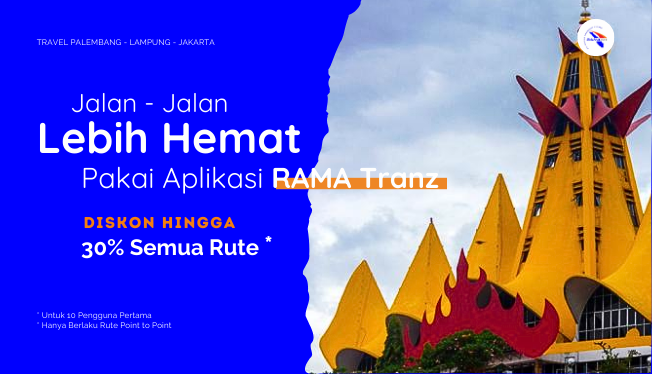 TRAVEL PALEMBANG - LAMPUNG - JAKARTA
Jalan - Jalan
Lebih Hemat
Pakai Aplikasi RAMA Tranz
DISKON HINGGA
30% Semua Rute *
* Untuk 10 Pengguna Pertama
* Hanya Berlaku Rute Point to Point